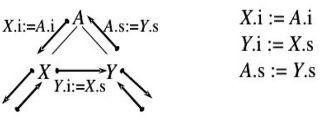 X.i:=A.i A A.s:=Y.s
X Y
Y.i:=X.s
X.i := A.i
Y.i := X.s
A.s := Y.s